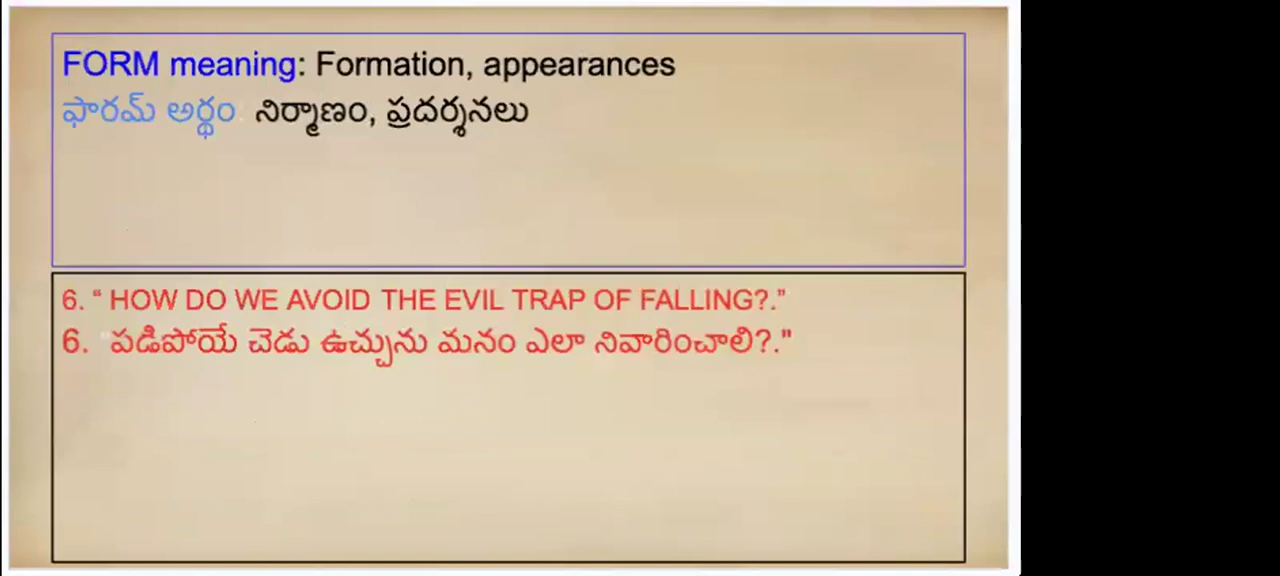 FORM meaning: Formation, appearances
ఫారమ్ అర్థం: నిర్మాణం, ప్రదర్శనలు
6. “ HOW DO WE AVOID THE EVIL TRAP OF FALLING?.”
6. "పడిపోయే చెడు ఉచ్చును మనం ఎలా నివారించాలి?."